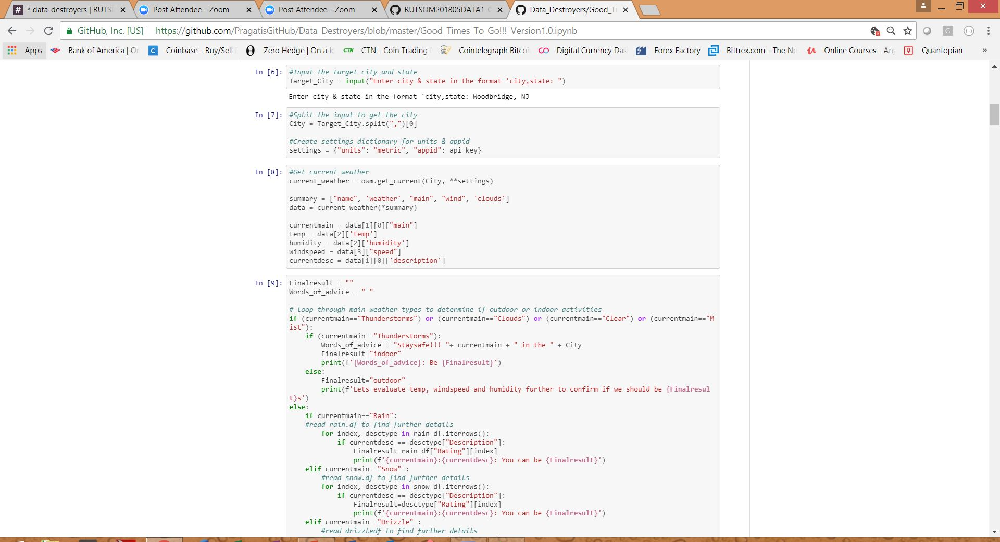 * data-destroyers | RUTS
Post Attendee - Zoom
Post Attendee - Zoom
RUTSOM201805DATA1-
Data_Destroyers/Good_T
GitHub, Inc. [US]
https://github.com/PragatisGitHub/Data_Destroyers/blob/master/Good_Times_To_Go!!!_Version1.0.ipynb
Apps
Bank of America | O
Coinbase - Buy/Sell
Zero Hedge | On a l
CTN - Coin Trading
Cointelegraph Bitcoi
Digital Currency Das
Forex Factory
Bittrex.com - The Ne
Online Courses - An
Quantopian
»
In [6]:
#Input the target city and state
Target_City = input("Enter city & state in the format 'city,state: ")
Enter city & state in the format 'city,state: Woodbridge, NJ
In [7]:
#Split the input to get the city
City = Target_City.split(",")[0]
#Create settings dictionary for units & appid
settings = {"units": "metric", "appid": api_key}
In [8]:
#Get current weather
current_weather = owm.get_current(City, **settings)
summary = ["name", 'weather', "main", "wind", 'clouds']
data = current_weather(*summary)
currentmain = data[1][0]["main"]
temp = data[2]['temp']
humidity = data[2]['humidity']
windspeed = data[3]["speed"]
currentdesc = data[1][0]['description']
In [9]:
Finalresult = ""
Words_of_advice = " "
# loop through main weather types to determine if outdoor or indoor activities
if (currentmain=="Thunderstorms") or (currentmain=="Clouds") or (currentmain=="Clear") or (currentmain=="M
ist"):
if (currentmain=="Thunderstorms"):
Words_of_advice = "Staysafe!!! "+ currentmain + " in the " + City
Finalresult="indoor"
print(f'{Words_of_advice}: Be {Finalresult}')
else:
Finalresult="outdoor"
print(f'Lets evaluate temp, windspeed and humidity further to confirm if we should be {Finalresul
t}s')
else:
if currentmain=="Rain":
#read rain.df to find further details
for index, desctype in rain_df.iterrows():
if currentdesc == desctype["Description"]:
Finalresult=rain_df["Rating"][index]
print(f'{currentmain}:{currentdesc}: You can be {Finalresult}')
elif currentmain=="Snow" :
#read snow.df to find further details
for index, desctype in snow_df.iterrows():
if currentdesc == desctype["Description"]:
Finalresult=desctype["Rating"][index]
print(f'{currentmain}:{currentdesc}: You can be {Finalresult}')
elif currentmain=="Drizzle" :
#read drizzledf to find further details